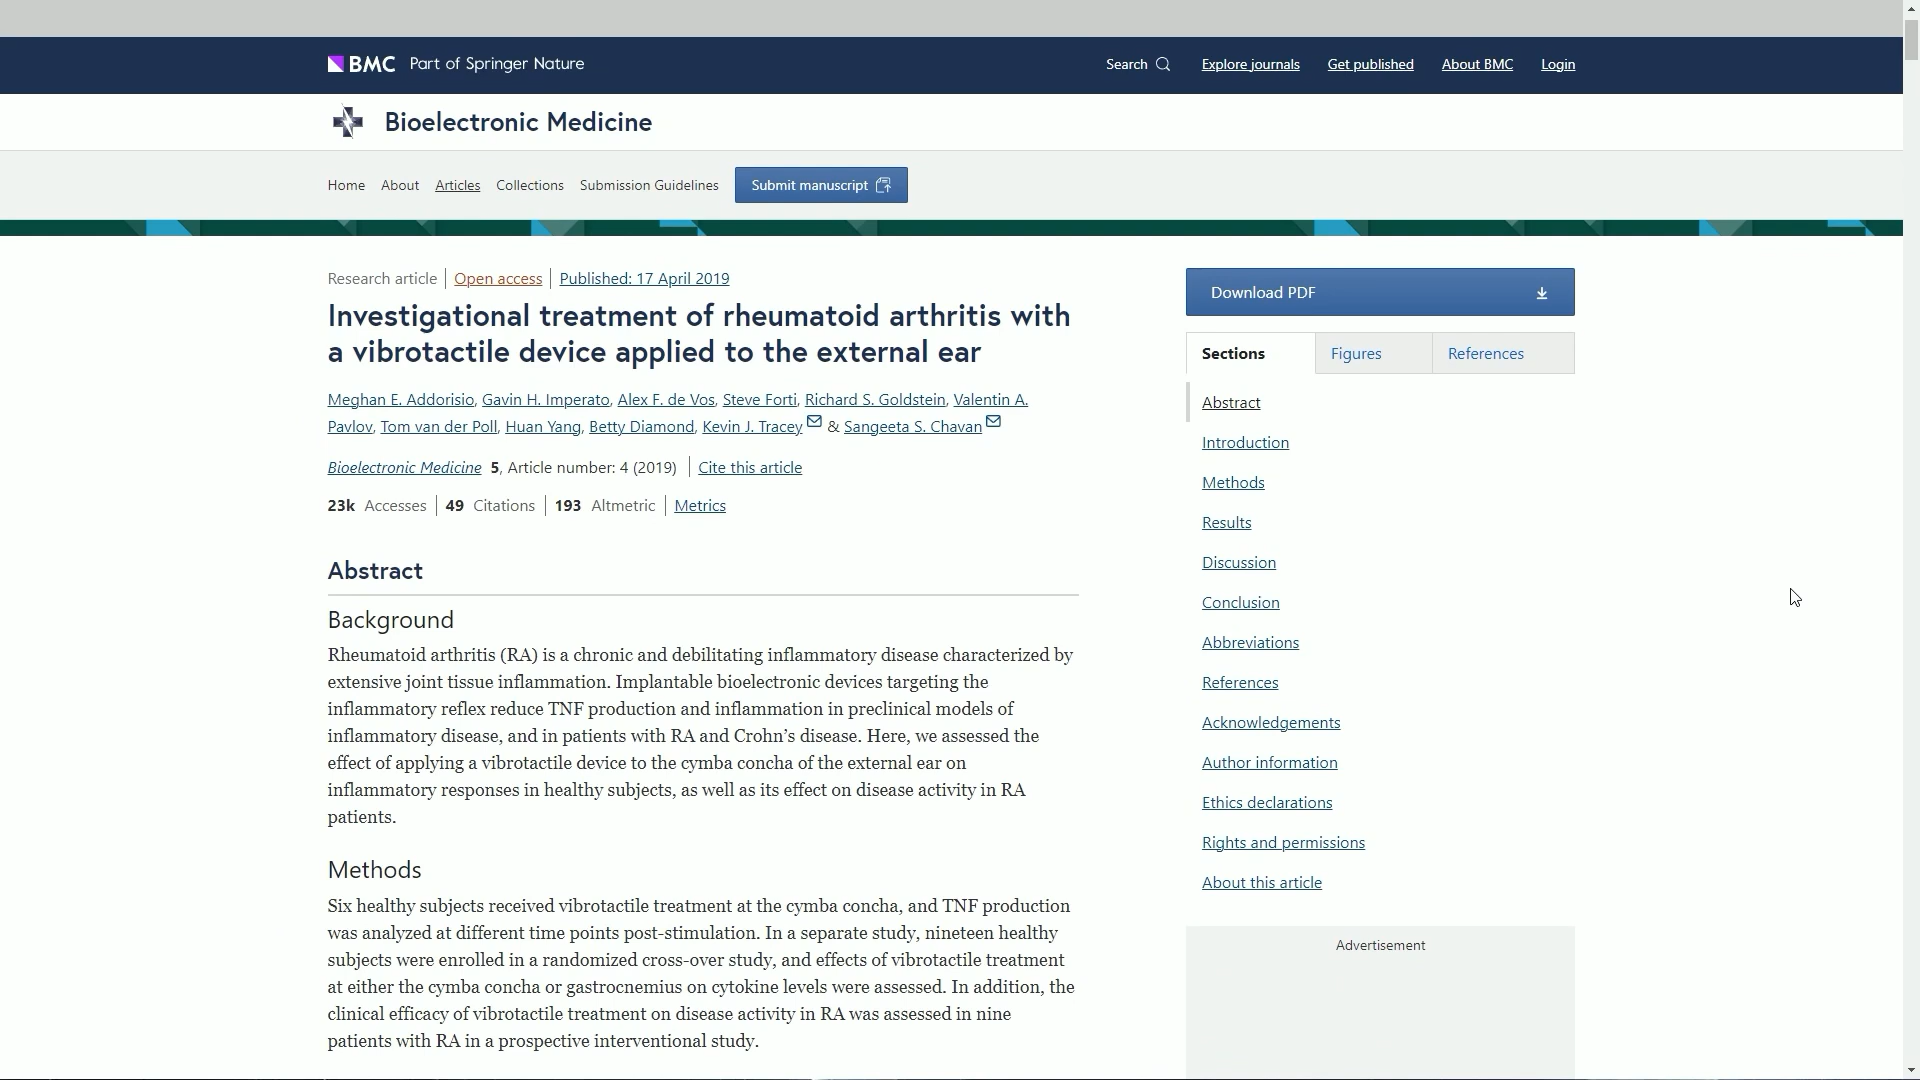 BMC Part of Springer Nature
Search Explore journals Get published About BMC Login
Bioelectronic Medicine
Home About Articles Collections Submission Guidelines Submit manuscript
Research article Open access Published: 17 April 2019
Investigational treatment of rheumatoid arthritis with
a vibrotactile device applied to the external ear
Meghan E. Addorisio, Gavin H. Imperato, Alex F. de Vos, Steve Forti, Richard S. Goldstein, Valentin A.
Pavlov, Tom van der Poll, Huan Yang, Betty Diamond, Kevin J. Tracey & Sangeeta S. Chavan
Bioelectronic Medicine 5, Article number: 4 (2019) Cite this article
23k Accesses 49 Citations 193 Altmetric Metrics
Abstract
Background
Rheumatoid arthritis (RA) is a chronic and debilitating inflammatory disease characterized by
extensive joint tissue inflammation. Implantable bioelectronic devices targeting the
inflammatory reflex reduce TNF production and inflammation in preclinical models of
inflammatory disease, and in patients with RA and Crohn’s disease. Here, we assessed the
effect of applying a vibrotactile device to the cymba concha of the external ear on
inflammatory responses in healthy subjects, as well as its effect on disease activity in RA
patients.
Methods
Six healthy subjects received vibrotactile treatment at the cymba concha, and TNF production
was analyzed at different time points post-stimulation. In a separate study, nineteen healthy
subjects were enrolled in a randomized cross-over study, and effects of vibrotactile treatment
at either the cymba concha or gastrocnemius on cytokine levels were assessed. In addition, the
clinical efficacy of vibrotactile treatment on disease activity in RA was assessed in nine
patients with RA in a prospective interventional study.
Download PDF
Sections Figures References
Abstract
Introduction
Methods
Results
Discussion
Conclusion
Abbreviations
References
Acknowledgements
Author information
Ethics declarations
Rights and permissions
About this article
Advertisement